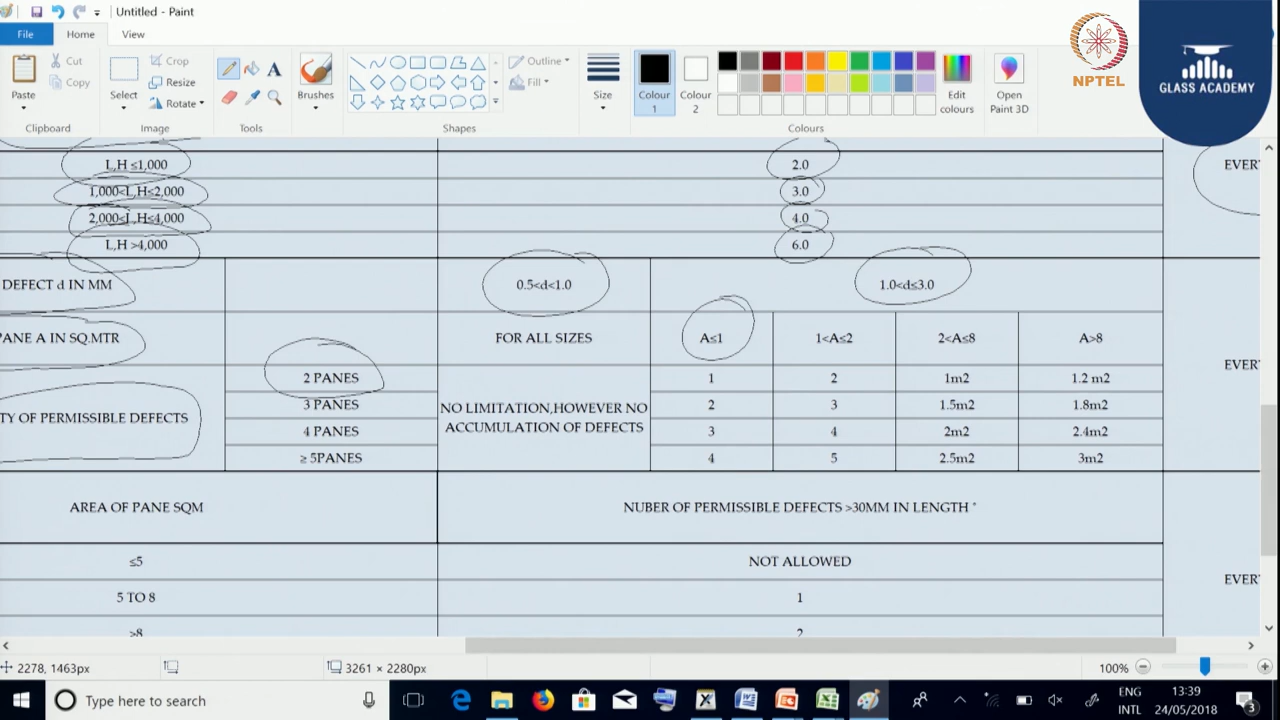 Untitled - Paint
File Home View
Cut
Copy
Paste
Clipboard
Select
Crop
Resize
Rotate
Image
Tools
Brushes
Outline
Fill
Shapes
Size
Colour 1
Colour 2
Edit colours
Open Paint 3D
Colours
NPTEL
GLASS ACADEMY
L,H ≤1,000 2.0 EVER
1,000<L,H≤2,000 3.0
2,000<L,H≤4,000 4.0
L,H >4,000 6.0
DEFECT d IN MM 0.5<d<1.0 1.0<d≤3.0
PANE A IN SQ.MTR FOR ALL SIZES A≤1 1<A≤2 2<A≤8 A>8
EVER
TY OF PERMISSIBLE DEFECTS
NO LIMITATION,HOWEVER NO
ACCUMULATION OF DEFECTS
2 PANES 1 2 1m2 1.2 m2
3 PANES 2 3 1.5m2 1.8m2
4 PANES 3 4 2m2 2.4m2
≥ 5PANES 4 5 2.5m2 3m2
AREA OF PANE SQM NUBER OF PERMISSIBLE DEFECTS >30MM IN LENGTH "
≤5 NOT ALLOWED
EVER
5 TO 8 1
>8 2
2278, 1463px 3261 × 2280px 100%
Type here to search
ENG
INTL
13:39
24/05/2018
3